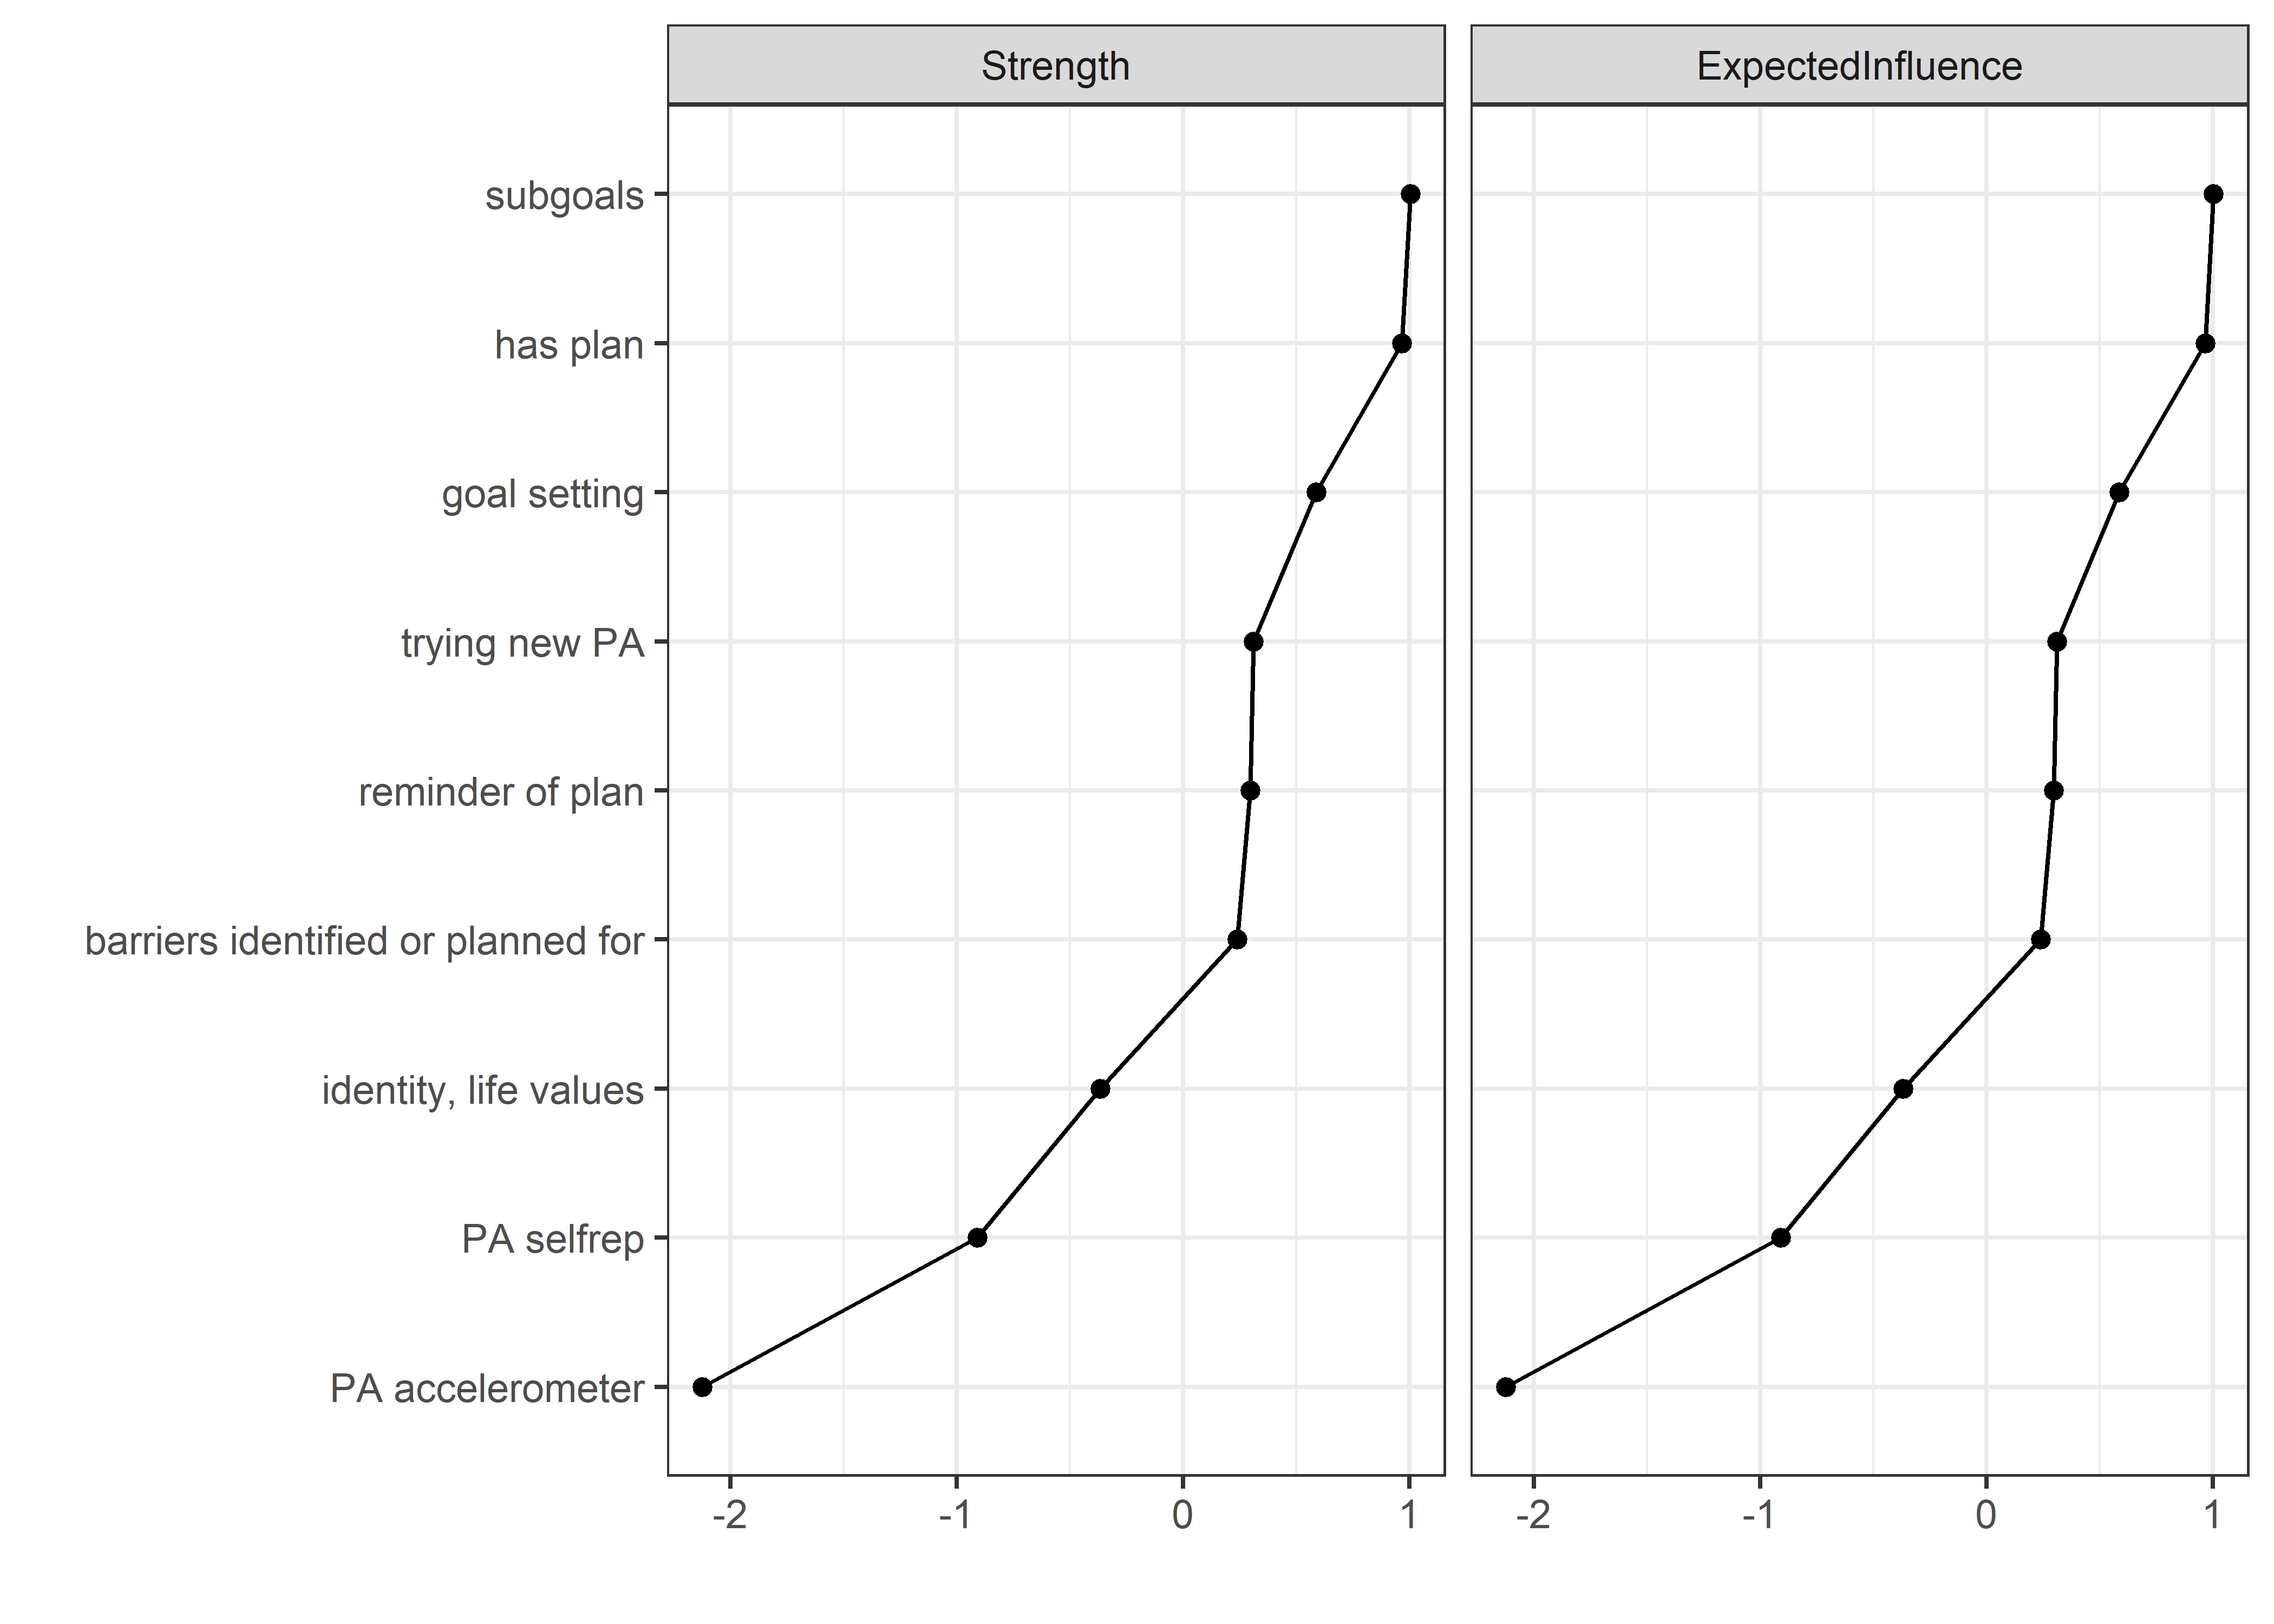 Strength
ExpectedInfluence
subgoals
has plan
goal setting
trying new PA
reminder of plan
barriers identified or planned for
identity, life values
PA selfrep
PA accelerometer
-2 -1 0 1
-2 -1 0 1